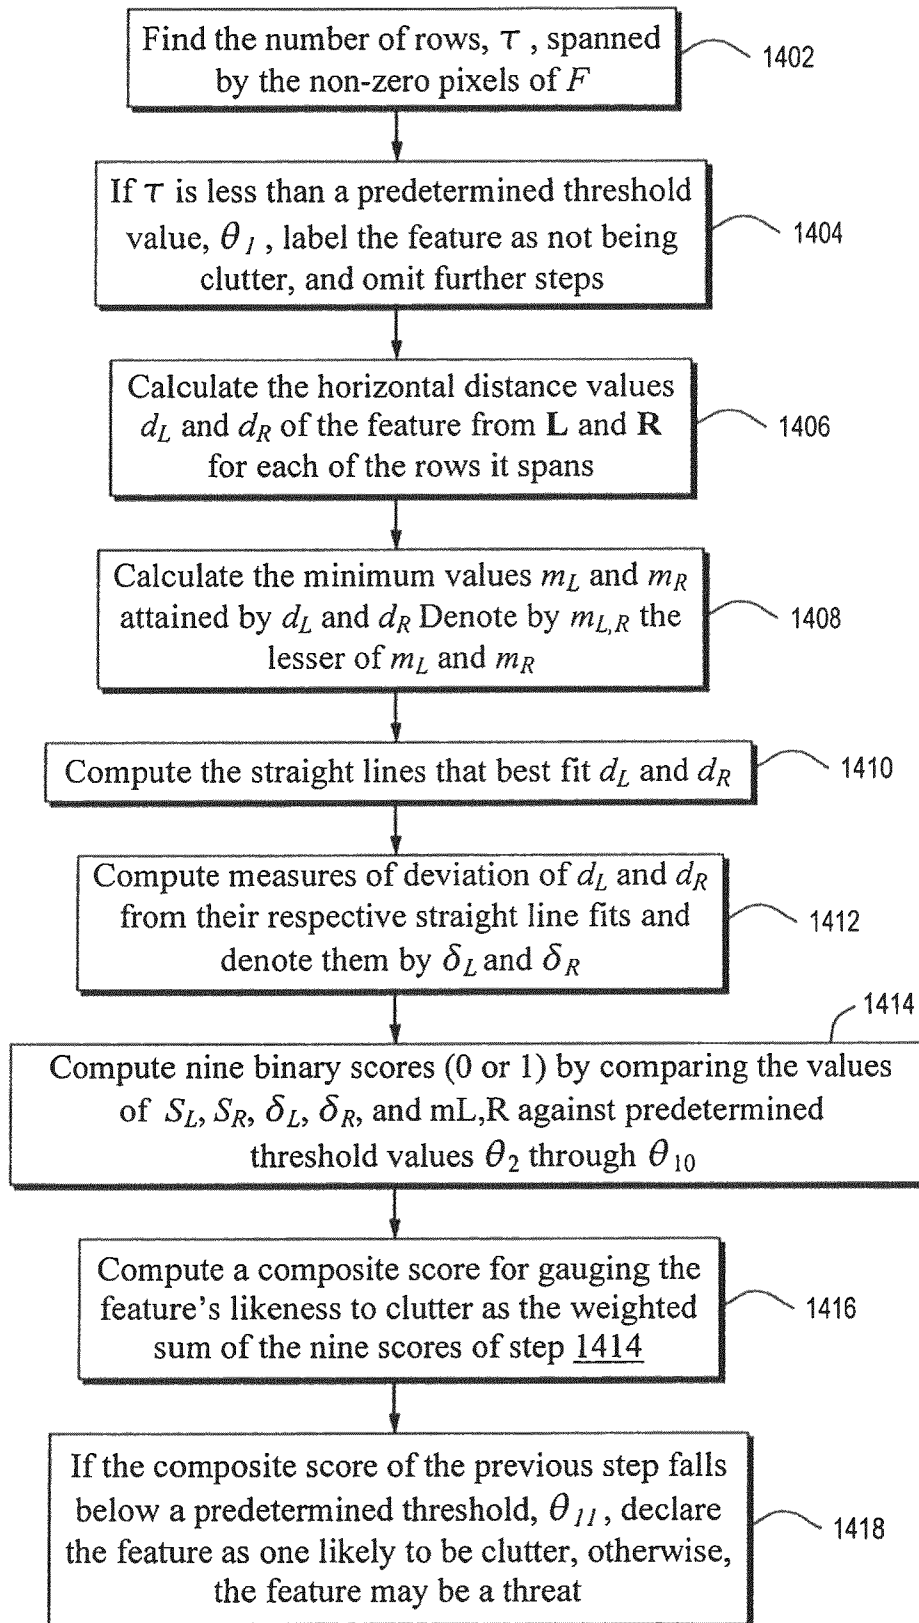 Find the number of rows, τ , spanned
by the non-zero pixels of F
1402
If τ is less than a predetermined threshold
value, θ1 , label the feature as not being
clutter, and omit further steps
1404
Calculate the horizontal distance values
dL and dR of the feature from L and R
for each of the rows it spans
1406
Calculate the minimum values mL and mR
attained by dL and dR Denote by mL,R the
lesser of mL and mR
1408
Compute the straight lines that best fit dL and dR
1410
Compute measures of deviation of dL and dR
from their respective straight line fits and
denote them by δL and δR
1412
1414
Compute nine binary scores (0 or 1) by comparing the values
of SL, SR, δL, δR, and mL,R against predetermined
threshold values θ2 through θ10
Compute a composite score for gauging the
feature's likeness to clutter as the weighted
sum of the nine scores of step 1414
1416
If the composite score of the previous step falls
below a predetermined threshold, θ11 , declare
the feature as one likely to be clutter, otherwise,
the feature may be a threat
1418